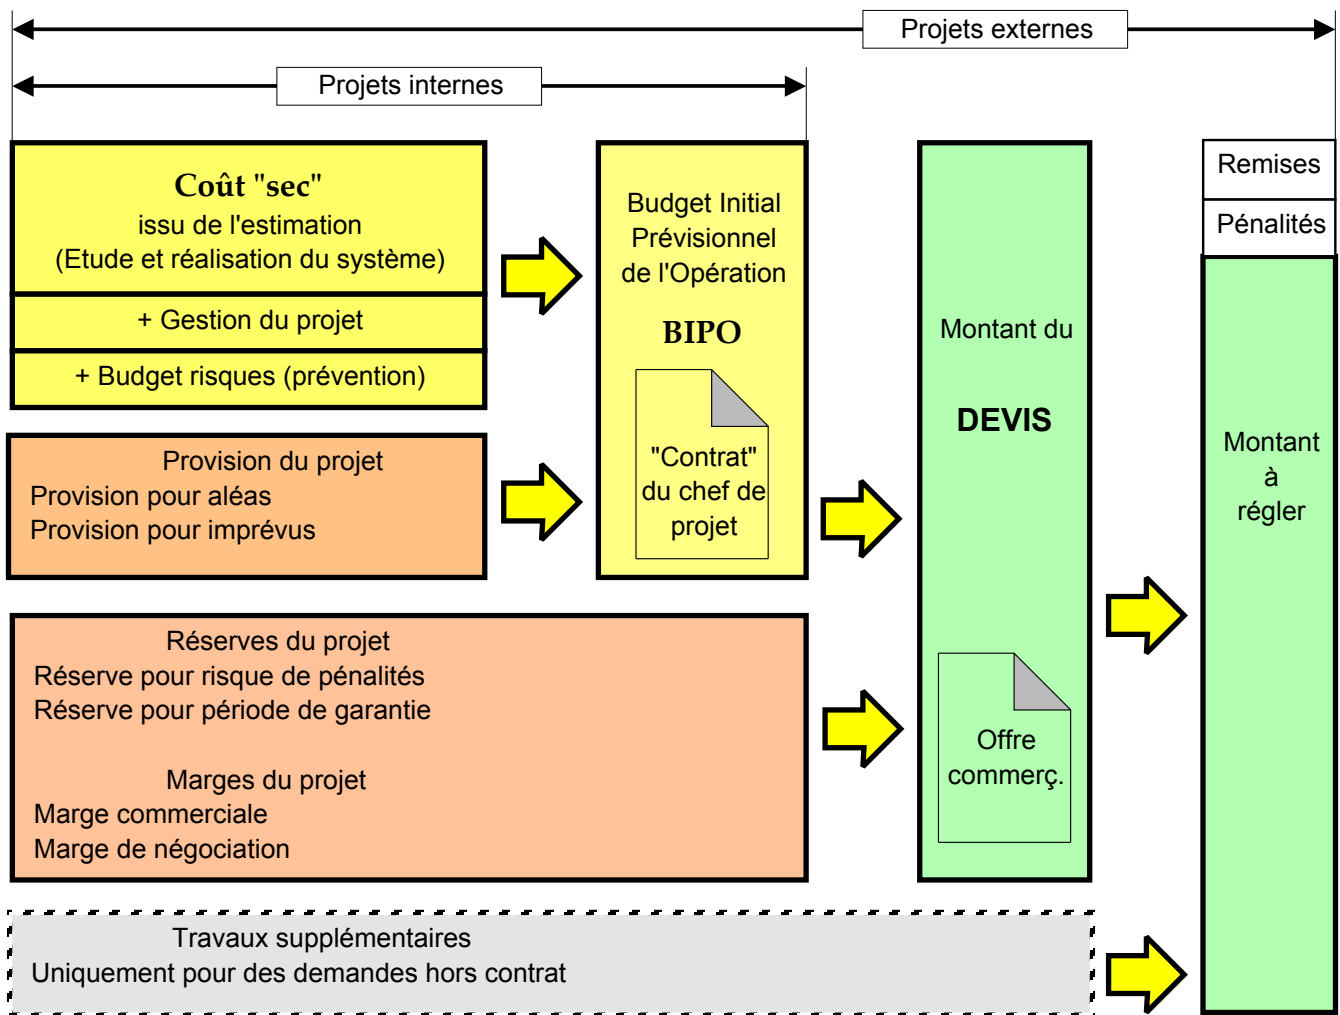 Projets externes
Projets internes
Coût "sec"
issu de l'estimation
(Etude et réalisation du système)
+ Gestion du projet
+ Budget risques (prévention)
Provision du projet
Provision pour aléas
Provision pour imprévus
Budget Initial
Prévisionnel
de l'Opération
BIPO
"Contrat"
du chef de
projet
Réserves du projet
Réserve pour risque de pénalités
Réserve pour période de garantie
Marges du projet
Marge commerciale
Marge de négociation
Montant du
DEVIS
Offre
commerç.
Remises
Pénalités
Montant
à
régler
Travaux supplémentaires
Uniquement pour des demandes hors contrat